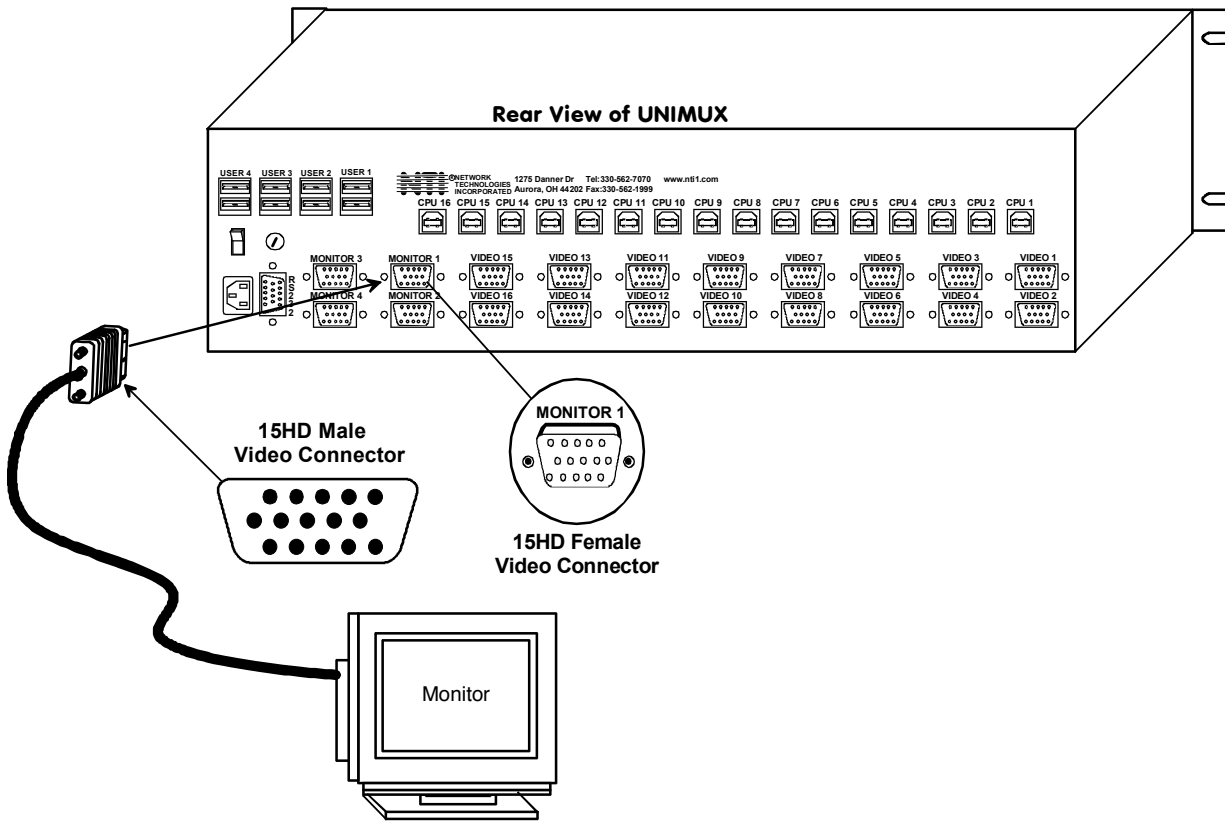 Rear View of UNIMUX
USER 4 USER 3 USER 2 USER 1
NTI
®NETWORK
TECHNOLOGIES
INCORPORATED
1275 Danner Dr Tel:330-562-7070 www.nti1.com
Aurora, OH 44202 Fax:330-562-1999
CPU 16 CPU 15 CPU 14 CPU 13 CPU 12 CPU 11 CPU 10 CPU 9 CPU 8 CPU 7 CPU 6 CPU 5 CPU 4 CPU 3 CPU 2 CPU 1
MONITOR 3 MONITOR 1 VIDEO 15 VIDEO 13 VIDEO 11 VIDEO 9 VIDEO 7 VIDEO 5 VIDEO 3 VIDEO 1
RS232
MONITOR 4 MONITOR 2 VIDEO 16 VIDEO 14 VIDEO 12 VIDEO 10 VIDEO 8 VIDEO 6 VIDEO 4 VIDEO 2
MONITOR 1
15HD Male
Video Connector
15HD Female
Video Connector
Monitor